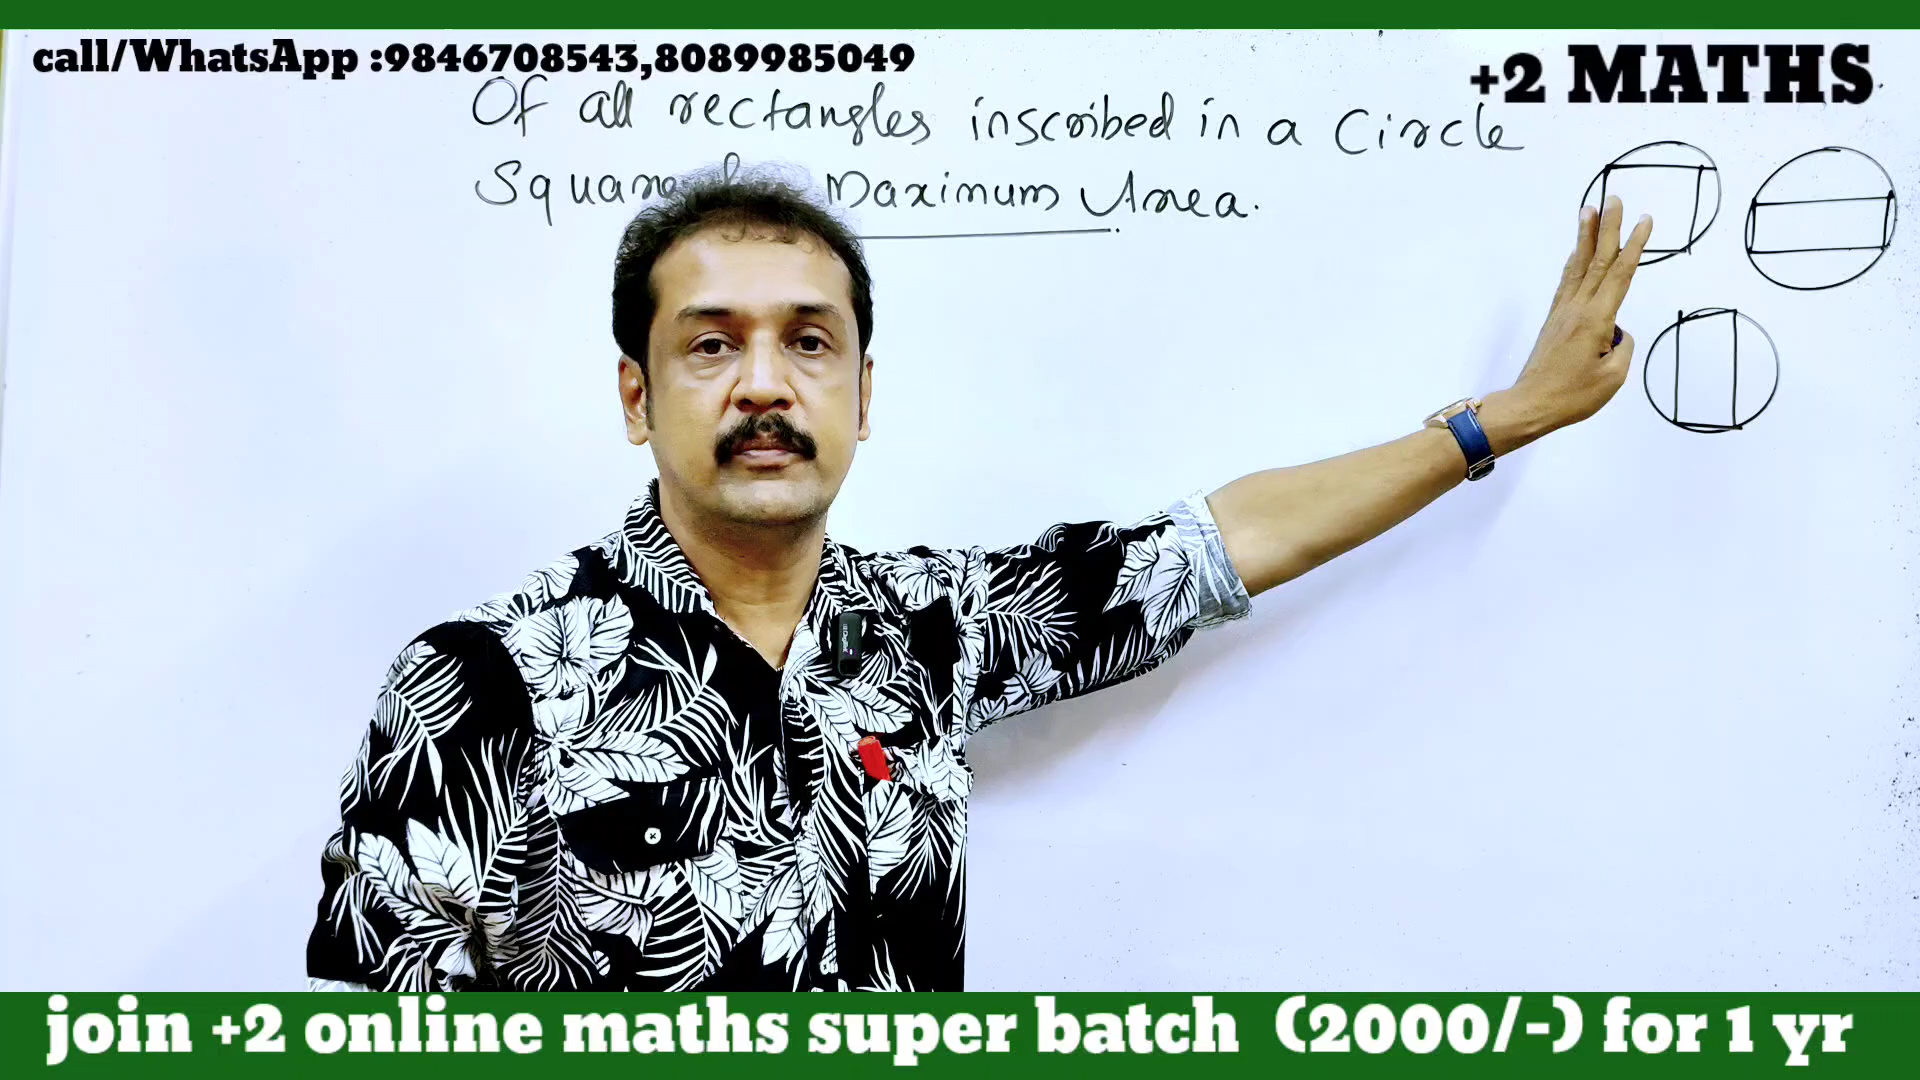 call/WhatsApp :9846708543,8089985049
+2 MATHS
Of all rectangles inscribed in a Circle
Square Maximum Area.
join +2 online maths super batch (2000/-) for 1 yr